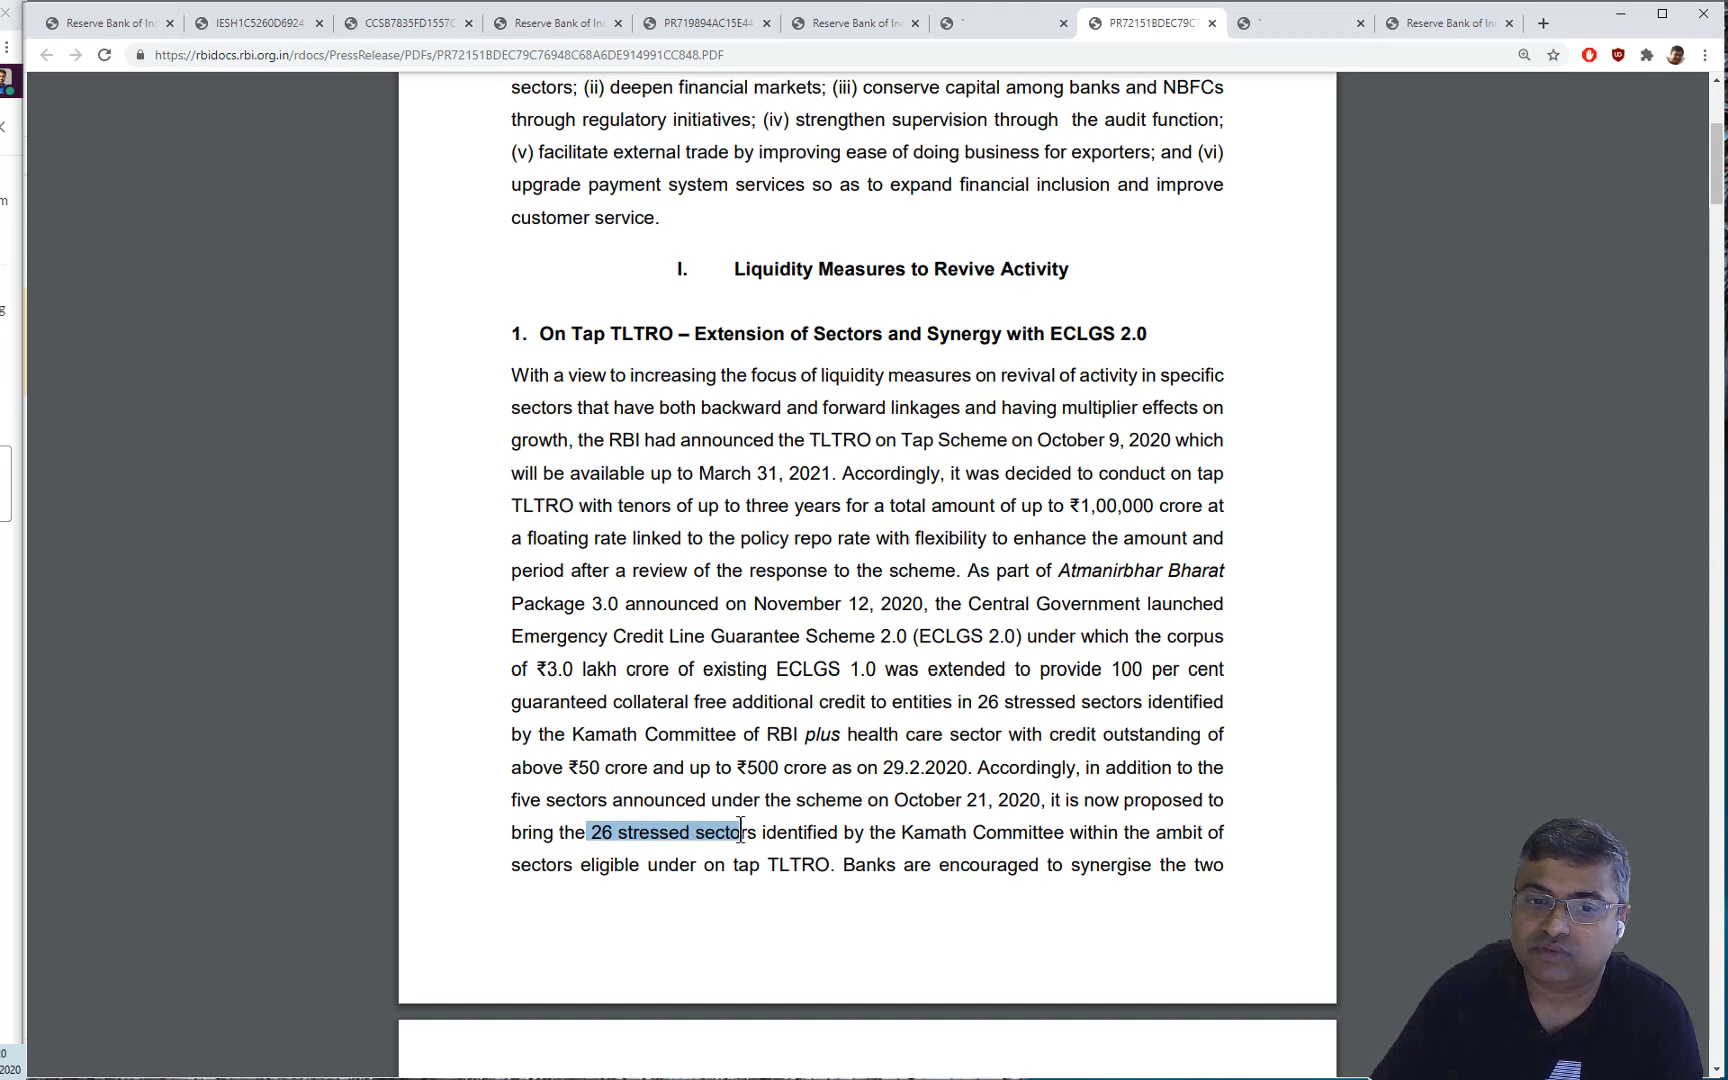 Reserve Bank of Inc
IESH1C5260D6924
CCSB7835FD1557C
Reserve Bank of Inc
PR719894AC15E44
Reserve Bank of Inc
`
PR72151BDEC79C7
`
Reserve Bank of Inc
https://rbidocs.rbi.org.in/rdocs/PressRelease/PDFs/PR72151BDEC79C76948C68A6DE914991CC848.PDF
sectors; (ii) deepen financial markets; (iii) conserve capital among banks and NBFCs
through regulatory initiatives; (iv) strengthen supervision through the audit function;
(v) facilitate external trade by improving ease of doing business for exporters; and (vi)
upgrade payment system services so as to expand financial inclusion and improve
customer service.
I. Liquidity Measures to Revive Activity
1. On Tap TLTRO – Extension of Sectors and Synergy with ECLGS 2.0
With a view to increasing the focus of liquidity measures on revival of activity in specific
sectors that have both backward and forward linkages and having multiplier effects on
growth, the RBI had announced the TLTRO on Tap Scheme on October 9, 2020 which
will be available up to March 31, 2021. Accordingly, it was decided to conduct on tap
TLTRO with tenors of up to three years for a total amount of up to ₹1,00,000 crore at
a floating rate linked to the policy repo rate with flexibility to enhance the amount and
period after a review of the response to the scheme. As part of Atmanirbhar Bharat
Package 3.0 announced on November 12, 2020, the Central Government launched
Emergency Credit Line Guarantee Scheme 2.0 (ECLGS 2.0) under which the corpus
of ₹3.0 lakh crore of existing ECLGS 1.0 was extended to provide 100 per cent
guaranteed collateral free additional credit to entities in 26 stressed sectors identified
by the Kamath Committee of RBI plus health care sector with credit outstanding of
above ₹50 crore and up to ₹500 crore as on 29.2.2020. Accordingly, in addition to the
five sectors announced under the scheme on October 21, 2020, it is now proposed to
bring the 26 stressed sectors identified by the Kamath Committee within the ambit of
sectors eligible under on tap TLTRO. Banks are encouraged to synergise the two
m
g
20
2020